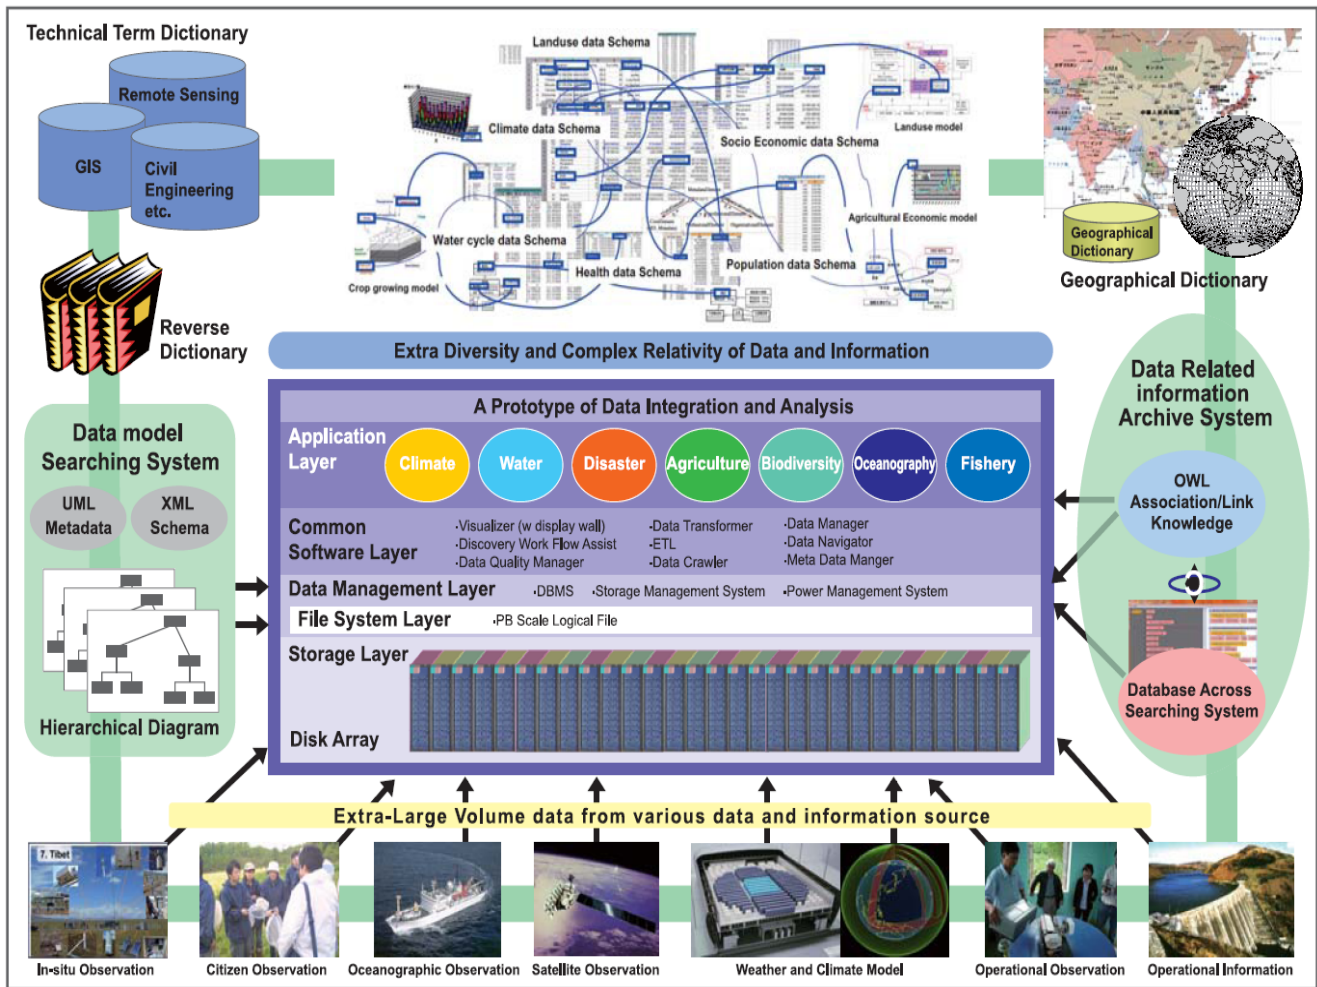 Technical Term Dictionary
Remote Sensing
GIS
Civil
Engineering
etc.
Reverse
Dictionary
Landuse data Schema
Climate data Schema
Socio Economic data Schema
Landuse model
Agricultural Economic model
Water cycle data Schema
Health data Schema
Population data Schema
Crop growing model
Geographical
Dictionary
Geographical Dictionary
Extra Diversity and Complex Relativity of Data and Information
Data model
Searching System
UML
Metadata
XML
Schema
Hierarchical Diagram
A Prototype of Data Integration and Analysis
Application
Layer
Climate
Water
Disaster
Agriculture
Biodiversity
Oceanography
Fishery
Common
Software Layer
•Visualizer (w display wall)
•Discovery Work Flow Assist
•Data Quality Manager
•Data Transformer
•ETL
•Data Crawler
•Data Manager
•Data Navigator
•Meta Data Manger
Data Management Layer
•DBMS
•Storage Management System
•Power Management System
File System Layer
•PB Scale Logical File
Storage Layer
Disk Array
Data Related
information
Archive System
OWL
Association/Link
Knowledge
Database Across
Searching System
Extra-Large Volume data from various data and information source
7. Tibet
In-situ Observation
Citizen Observation
Oceanographic Observation
Satellite Observation
Weather and Climate Model
Operational Observation
Operational Information